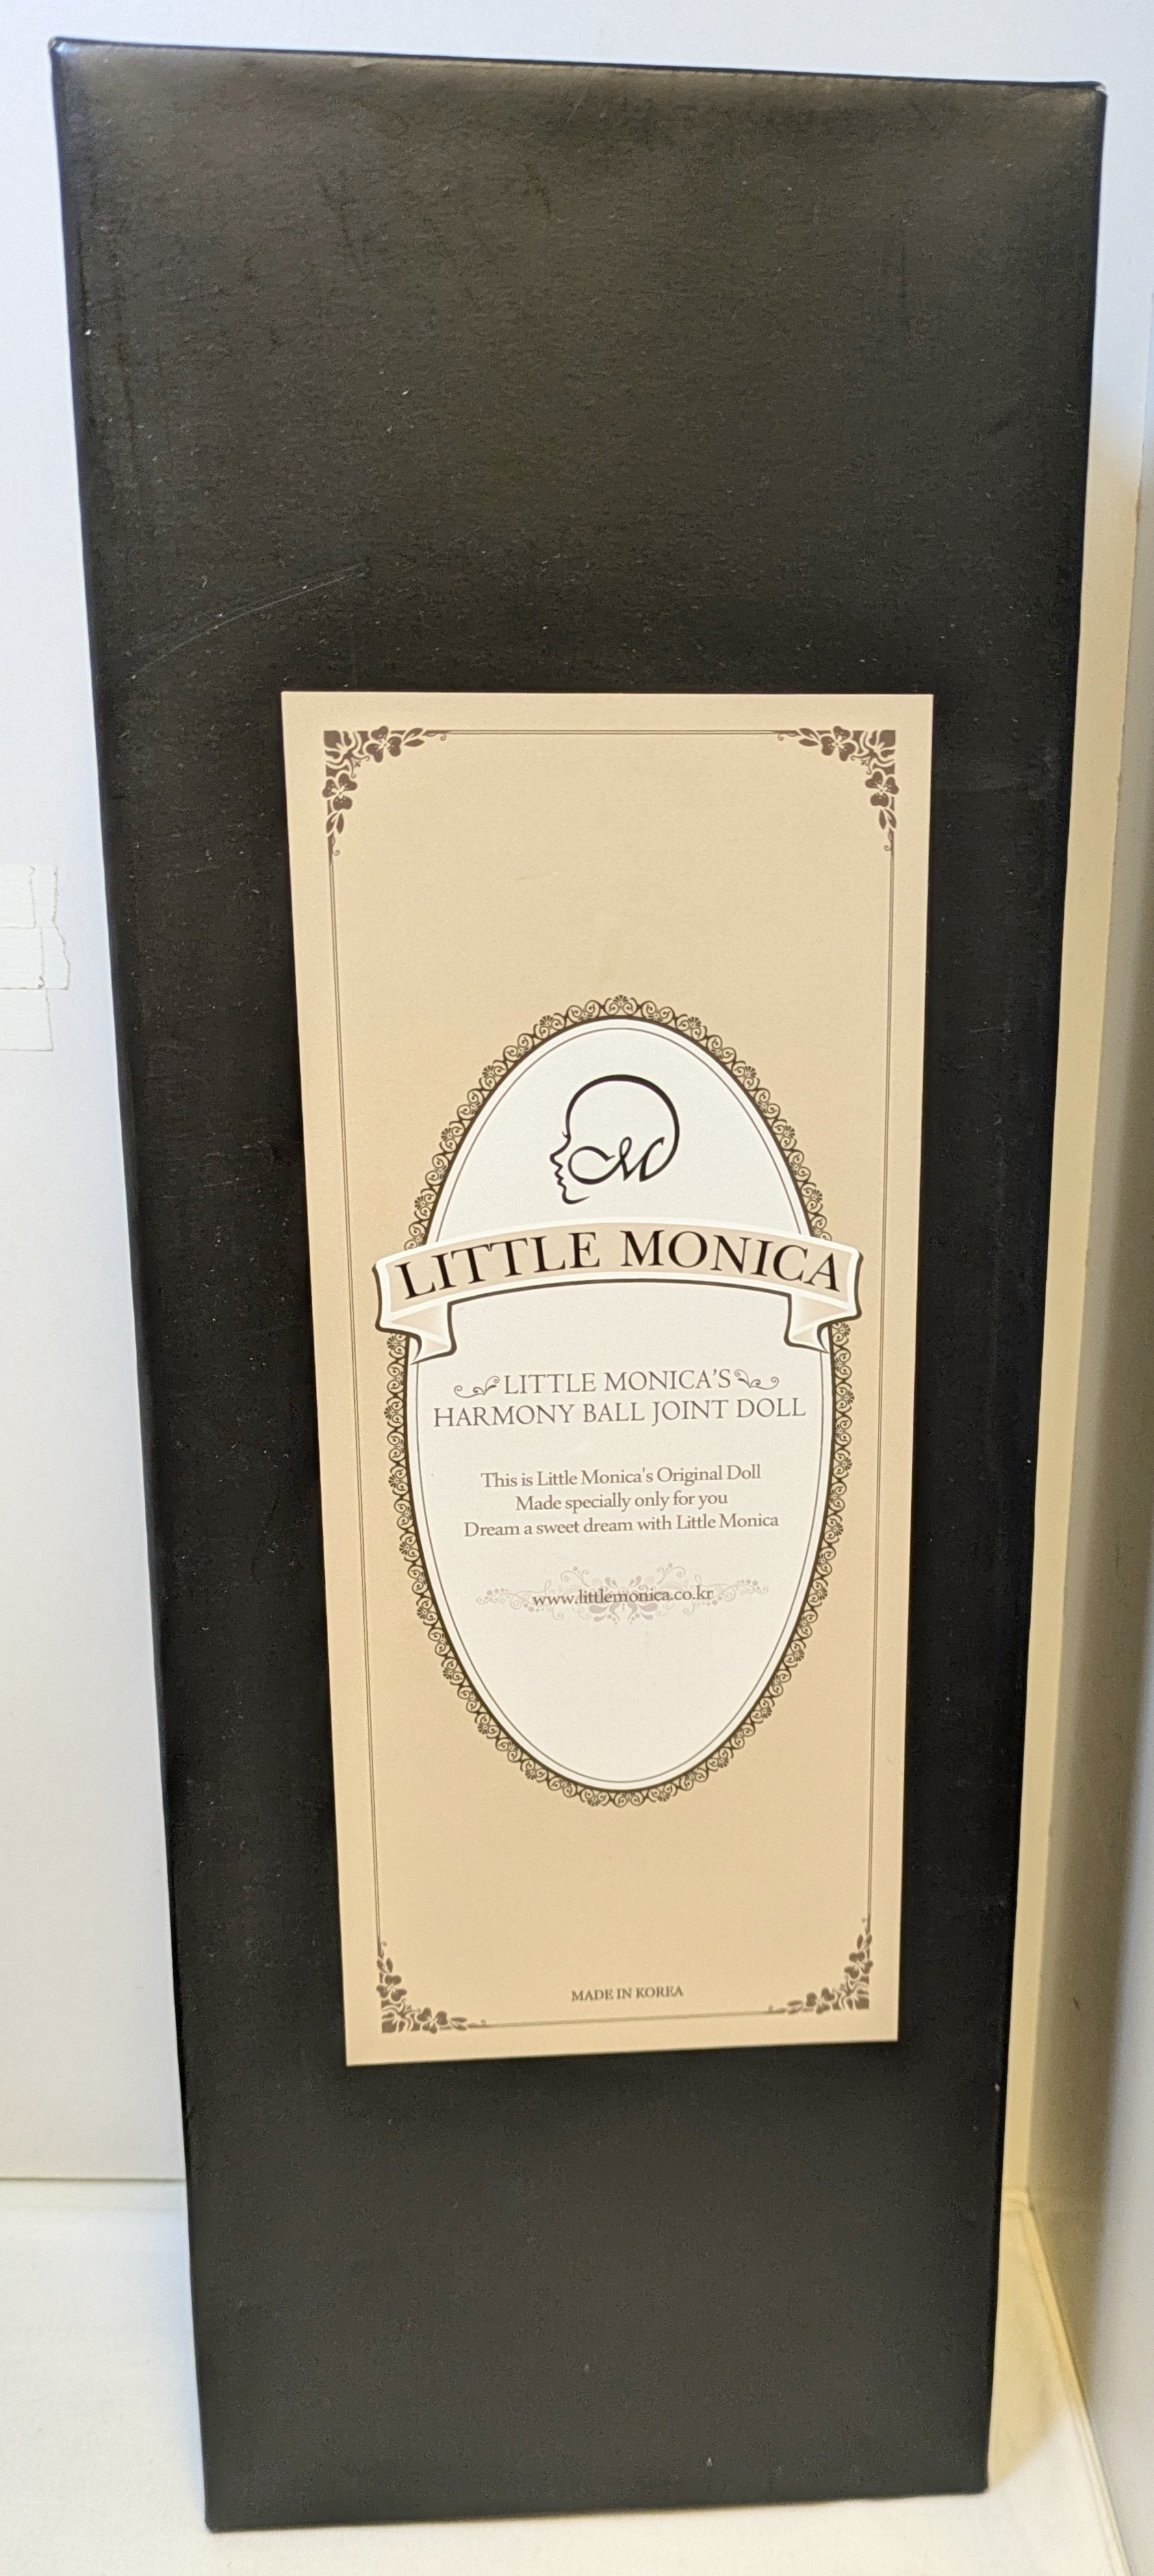 M
LITTLE MONICA
LITTLE MONICA'S
HARMONY BALL JOINT DOLL
This is Little Monica's Original Doll
Made specially only for you
Dream a sweet dream with Little Monica
www.littlemonica.co.kr
MADE IN KOREA